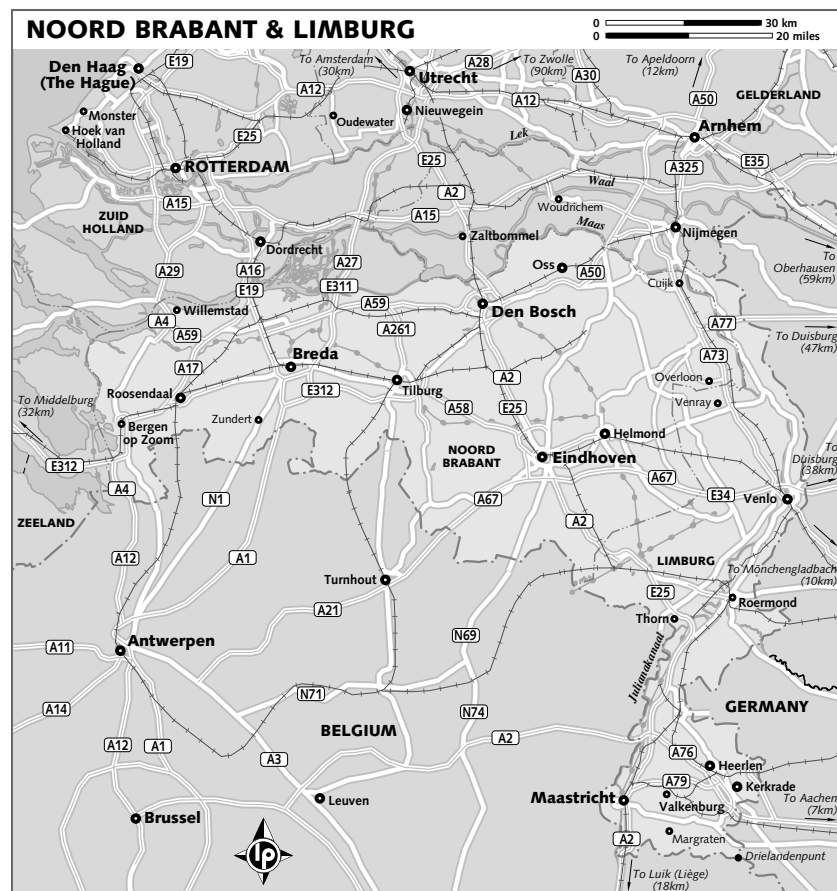 NOORD BRABANT & LIMBURG
0 30 km
0 20 miles
To Amsterdam
(30km)
To Zwolle
(90km)
To Apeldoorn
(12km)
Den Haag
(The Hague)
E19
Utrecht
A28
A30
A50
GELDERLAND
A12
A12
Monster
Hoek van
Holland
Oudewater
Nieuwegein
Arnhem
E25
Lek
ROTTERDAM
E25
A325
E35
Waal
A2
A15
Woudrichem
ZUID
HOLLAND
A15
Maas
Nijmegen
Dordrecht
Zaltbommel
To
Oberhausen
(59km)
A29
A16
A27
Oss
A50
Cuijk
E19
E311
A59
Den Bosch
A4
Willemstad
A59
A261
A77
To Duisburg
(47km)
Breda
A73
A17
Roosendaal
E312
Tilburg
A2
Overloon
To Middelburg
(32km)
A58
E25
Venray
Bergen
op Zoom
Zundert
Helmond
NOORD
BRABANT
Eindhoven
To
Duisburg
(38km)
E312
A4
N1
A67
A67
E34
Venlo
ZEELAND
A2
A12
A1
LIMBURG
To Mönchengladbach
(10km)
Turnhout
E25
Roermond
A21
Thorn
Antwerpen
A11
N69
Julianakanaal
N71
A14
N74
GERMANY
BELGIUM
A12
A1
A2
A3
A76
Heerlen
A79
Kerkrade
Leuven
Maastricht
Valkenburg
To Aachen
(7km)
Brussel
A2
Margraten
Drielandenpunt
lp
To Luik (Liège)
(18km)